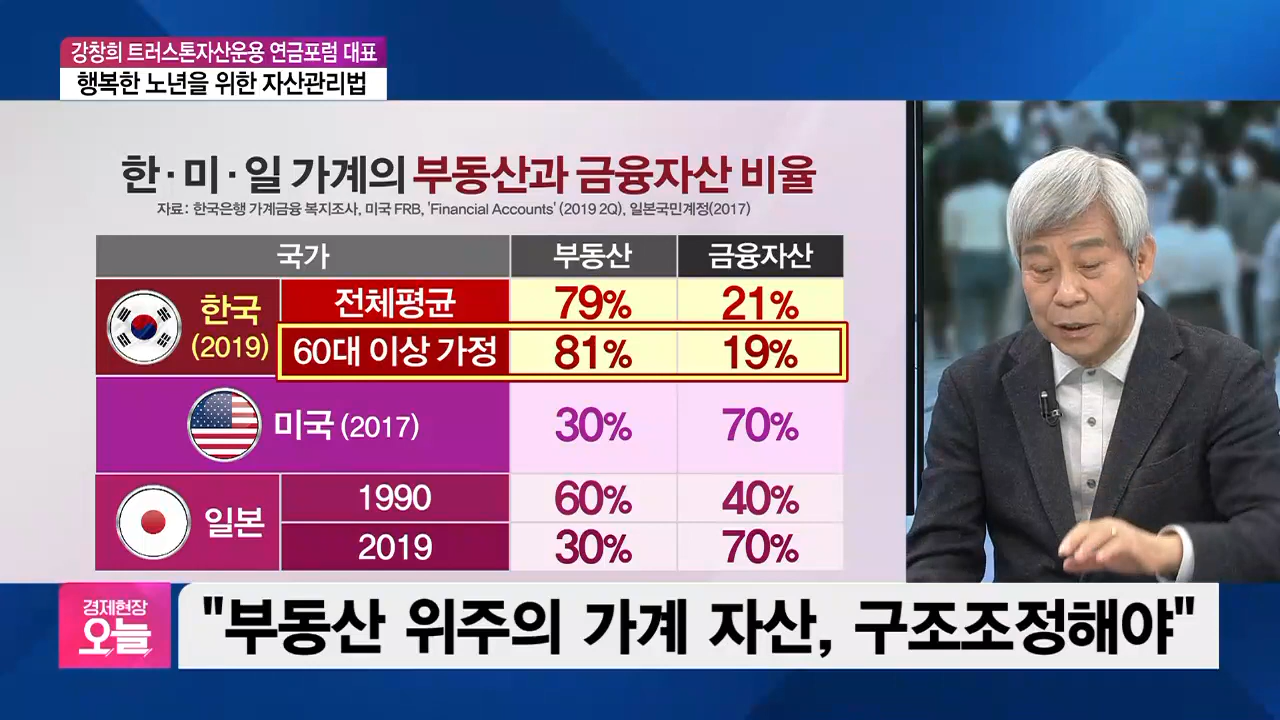 강창희 트러스톤자산운용 연금포럼 대표
행복한 노년을 위한 자산관리법
한·미·일 가계의 부동산과 금융자산 비율
자료: 한국은행 가계금융 복지조사, 미국 FRB, 'Financial Accounts' (2019 2Q), 일본국민계정(2017)
국가 부동산 금융자산
한국 (2019) 전체평균 79% 21%
60대 이상 가정 81% 19%
미국 (2017) 30% 70%
일본 1990 60% 40%
2019 30% 70%
경제현장
오늘
"부동산 위주의 가계 자산, 구조조정해야"